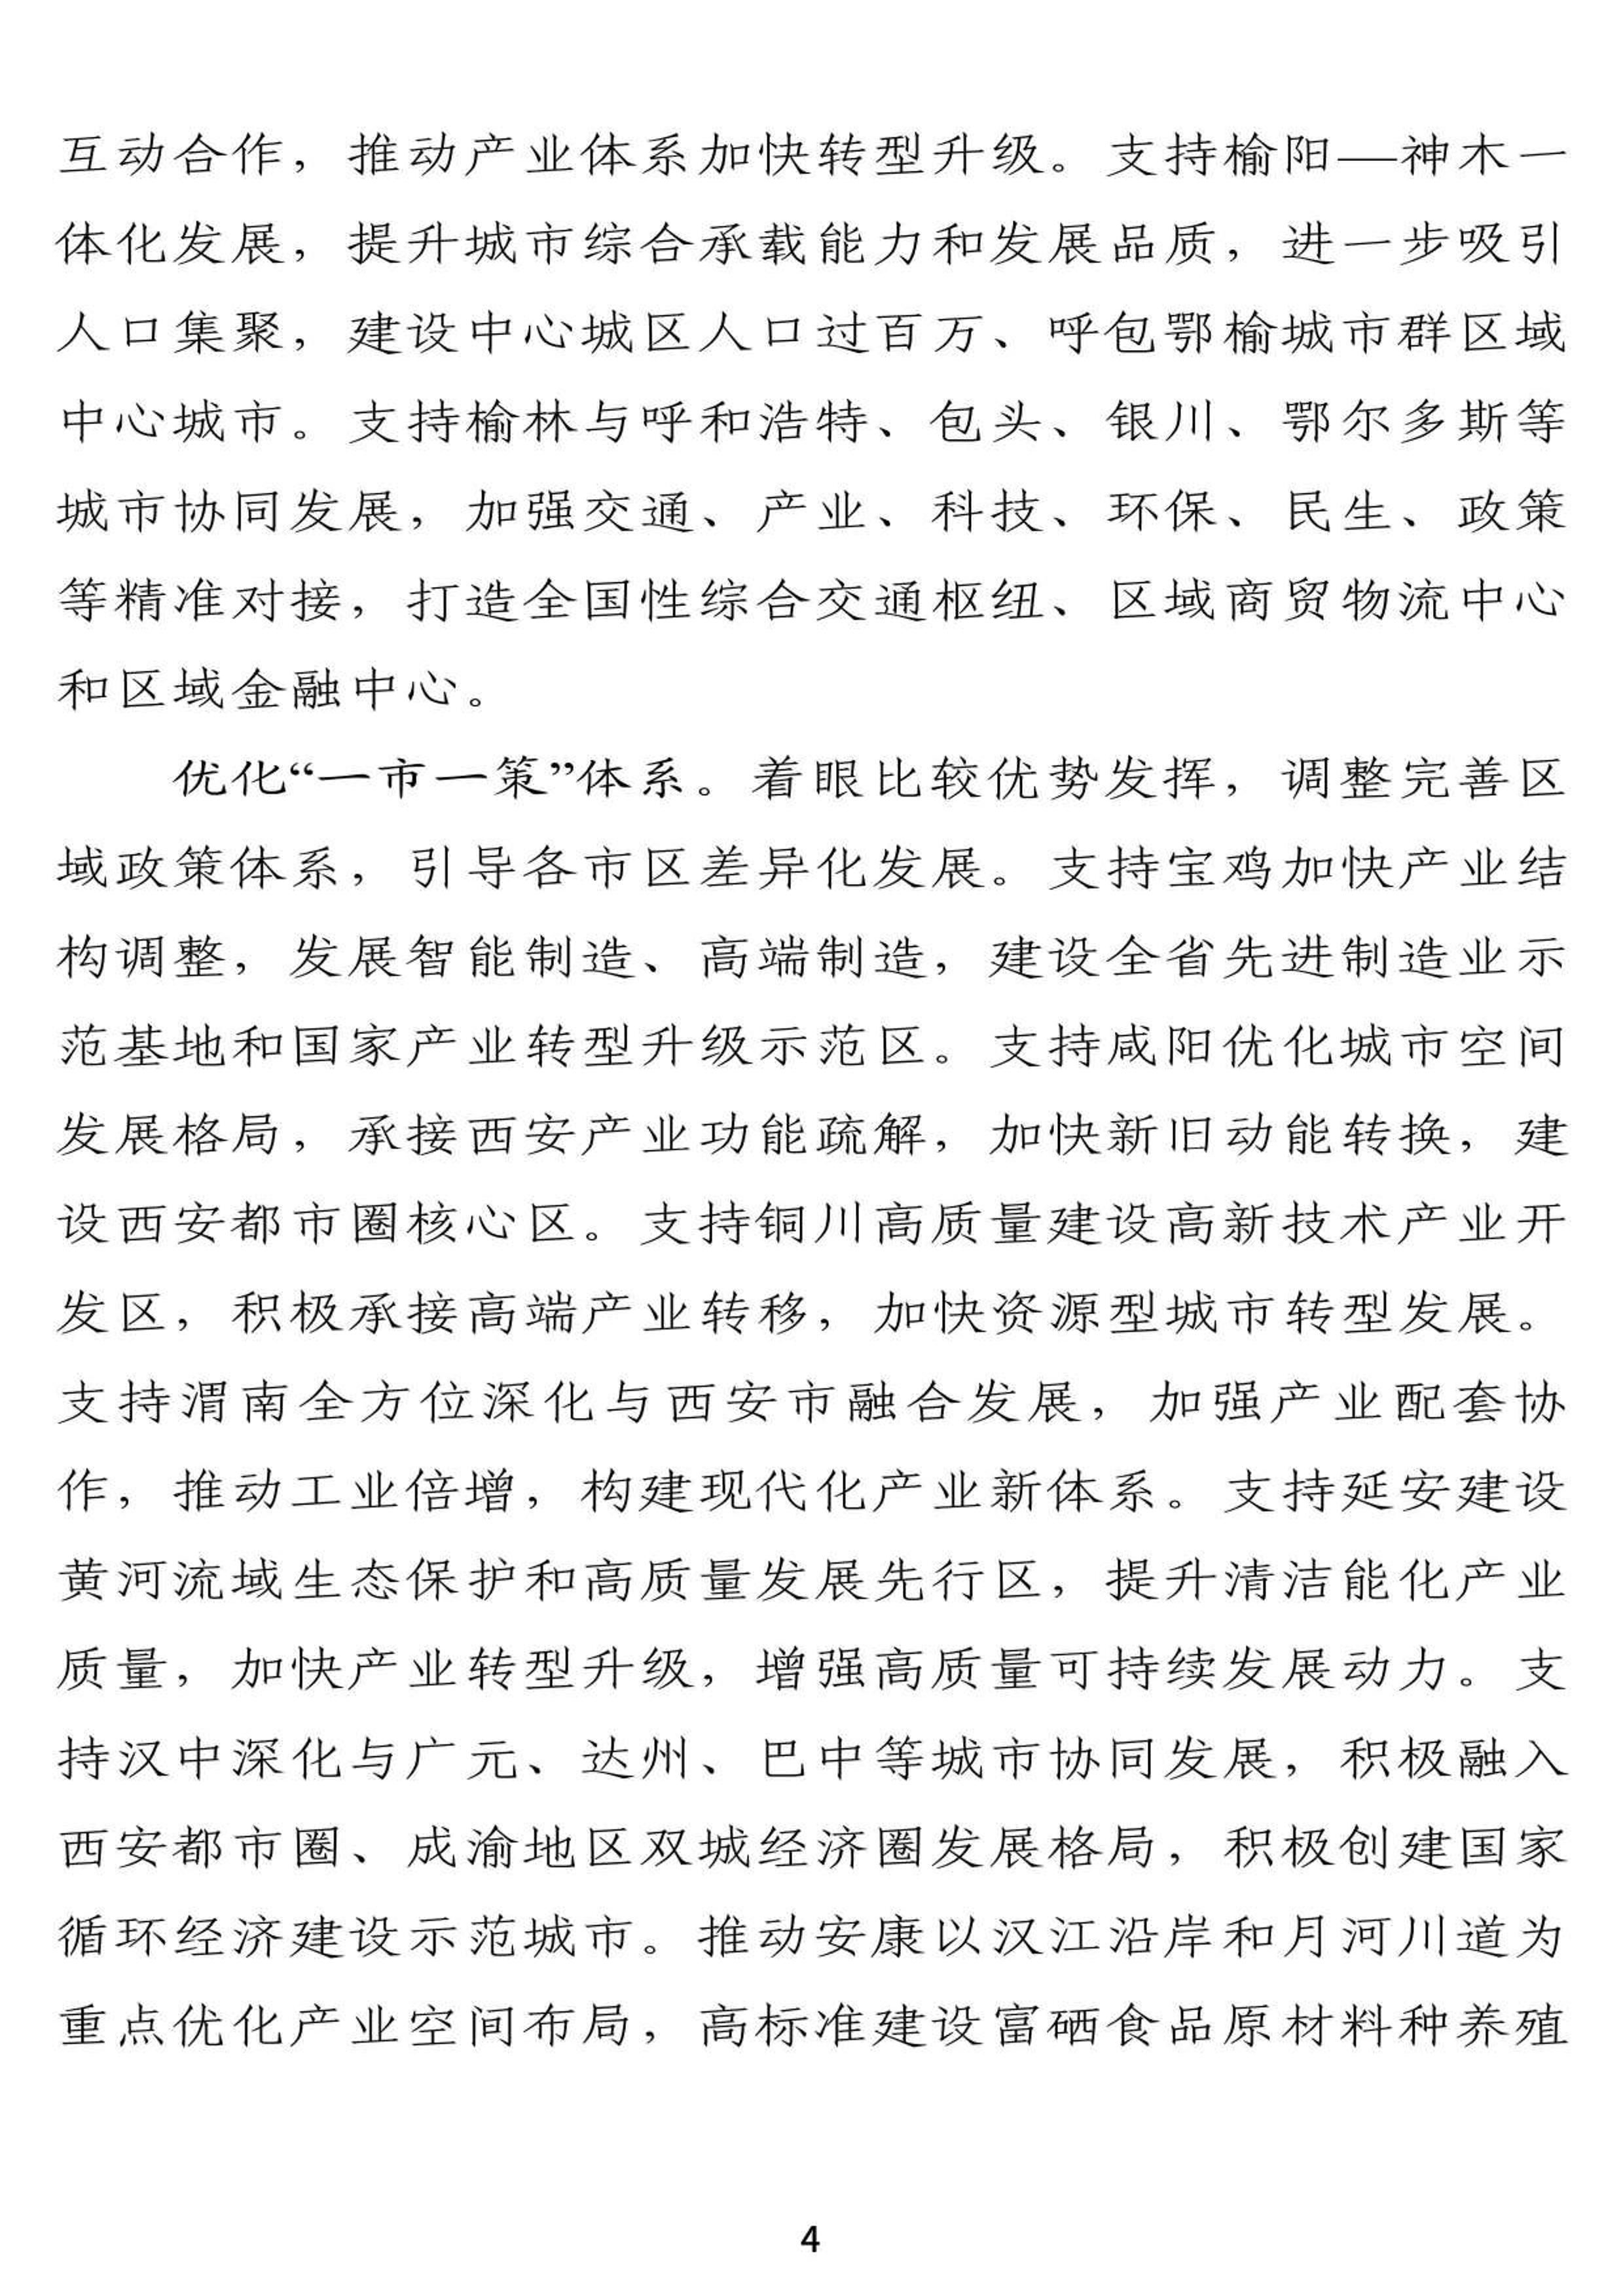 互动合作，推动产业体系加快转型升级。支持榆阳—神木一
体化发展，提升城市综合承载能力和发展品质，进一步吸引
人口集聚，建设中心城区人口过百万、呼包鄂榆城市群区域
中心城市。支持榆林与呼和浩特、包头、银川、鄂尔多斯等
城市协同发展，加强交通、产业、科技、环保、民生、政策
等精准对接，打造全国性综合交通枢纽、区域商贸物流中心
和区域金融中心。
优化“一市一策”体系。着眼比较优势发挥，调整完善区
域政策体系，引导各市区差异化发展。支持宝鸡加快产业结
构调整，发展智能制造、高端制造，建设全省先进制造业示
范基地和国家产业转型升级示范区。支持咸阳优化城市空间
发展格局，承接西安产业功能疏解，加快新旧动能转换，建
设西安都市圈核心区。支持铜川高质量建设高新技术产业开
发区，积极承接高端产业转移，加快资源型城市转型发展。
支持渭南全方位深化与西安市融合发展，加强产业配套协
作，推动工业倍增，构建现代化产业新体系。支持延安建设
黄河流域生态保护和高质量发展先行区，提升清洁能化产业
质量，加快产业转型升级，增强高质量可持续发展动力。支
持汉中深化与广元、达州、巴中等城市协同发展，积极融入
西安都市圈、成渝地区双城经济圈发展格局，积极创建国家
循环经济建设示范城市。推动安康以汉江沿岸和月河川道为
重点优化产业空间布局，高标准建设富硒食品原材料种养殖
4